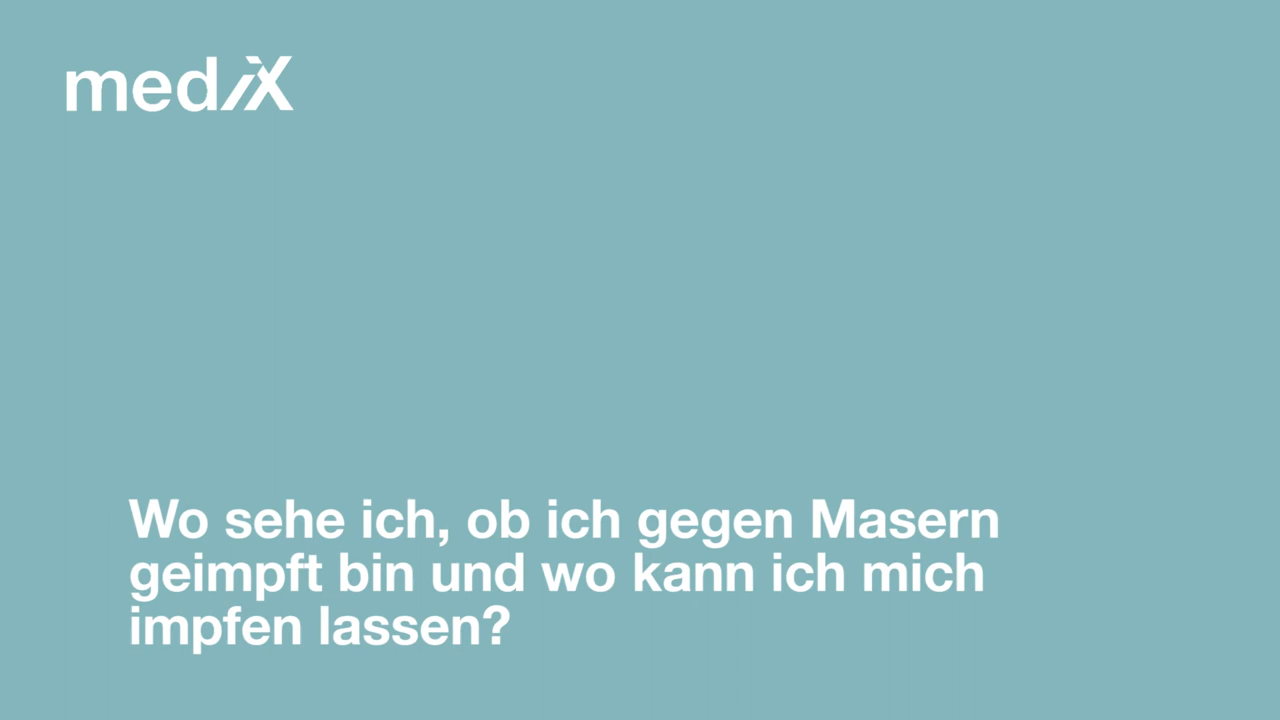 mediX
Wo sehe ich, ob ich gegen Masern
geimpft bin und wo kann ich mich
impfen lassen?